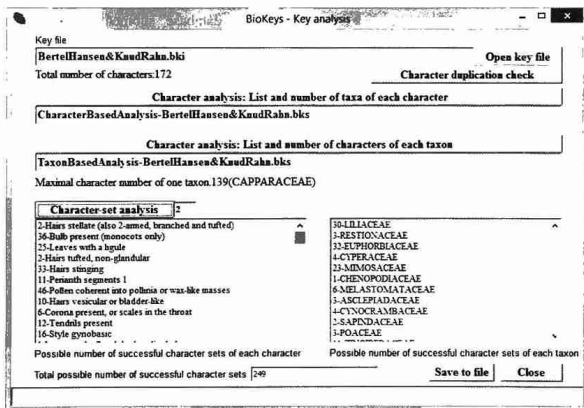 BioKeys - Key analysis
Key file
BertelHansen&KnudRahn.bki
Open key file
Total number of characters:172
Character duplication check
Character analysis: List and number of taxa of each character
CharacterBasedAnalysis-BertelHansen&KnudRahn.bks
Character analysis: List and number of characters of each taxon
TaxonBasedAnalysis-BertelHansen&KnudRahn.bks
Maximal character number of one taxon.139(CAPPARACEAE)
Character-set analysis 2
2-Hairs stellate (also 2-armed, branched and tufted)
36-Bulb present (monocots only)
25-Leaves with a ligule
2-Hairs tufted, non-glandular
33-Hairs stinging
11-Perianth segments 1
46-Pollen coherent into pollinia or wax-like masses
10-Hairs vesicular or bladder-like
6-Corona present, or scales in the throat
12-Tendrils present
16-Style gynobasic
30-LILIACEAE
3-RESTIONACEAE
32-EUPHORBIACEAE
4-CYPERACEAE
23-MIMOSACEAE
1-CHENOPODIACEAE
6-MELASTOMATACEAE
3-ASCLEPIADACEAE
4-CYNOCRAMBACEAE
2-SAPINDACEAE
3-POACEAE
Possible number of successful character sets of each character
Possible number of successful character sets of each taxon
Total possible number of successful character sets 249
Save to file
Close